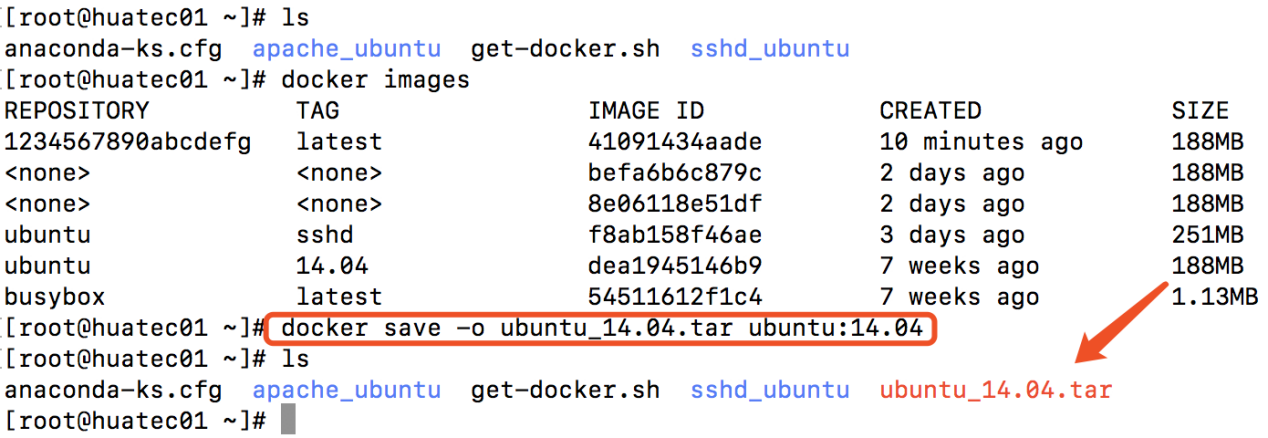 [root@huatec01 ~]# ls
anaconda-ks.cfg  apache_ubuntu  get-docker.sh  sshd_ubuntu
[root@huatec01 ~]# docker images
REPOSITORY          TAG                 IMAGE ID            CREATED             SIZE
1234567890abcdefg   latest              41091434aade        10 minutes ago      188MB
<none>              <none>              befa6b6c879c        2 days ago          188MB
<none>              <none>              8e06118e51df        2 days ago          188MB
ubuntu              sshd                f8ab158f46ae        3 days ago          251MB
ubuntu              14.04               dea1945146b9        7 weeks ago         188MB
busybox             latest              54511612f1c4        7 weeks ago         1.13MB
[root@huatec01 ~]# docker save -o ubuntu_14.04.tar ubuntu:14.04
[root@huatec01 ~]# ls
anaconda-ks.cfg  apache_ubuntu  get-docker.sh  sshd_ubuntu  ubuntu_14.04.tar
[root@huatec01 ~]#